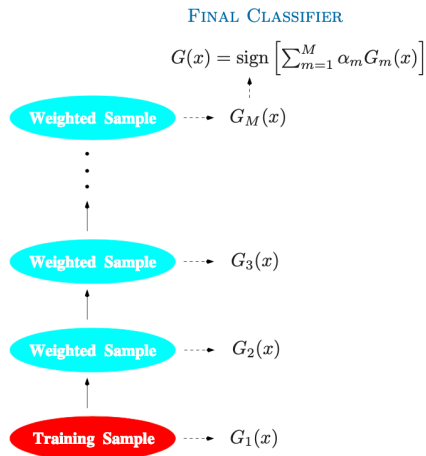 FINAL CLASSIFIER
G(x) = sign [∑_{m=1}^{M} α_m G_m(x)]
Weighted Sample G_M(x)
Weighted Sample G_3(x)
Weighted Sample G_2(x)
Training Sample G_1(x)